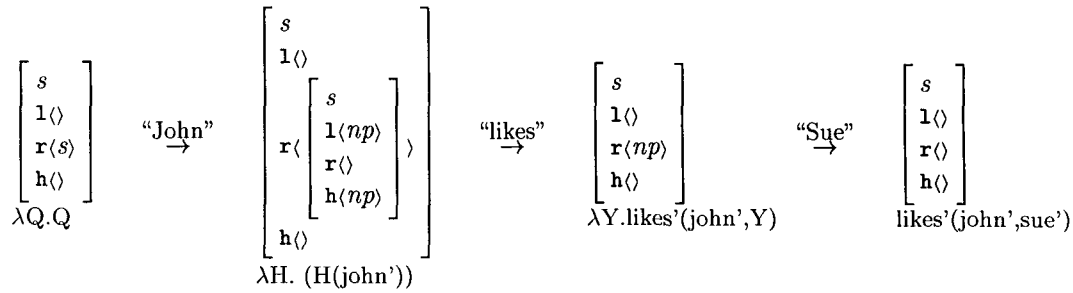 s
l⟨⟩
r⟨s⟩
h⟨⟩
λQ.Q
“John”
→
s
l⟨⟩
r⟨
s
l⟨np⟩
r⟨⟩
h⟨np⟩
⟩
h⟨⟩
λH. (H(john’))
“likes”
→
s
l⟨⟩
r⟨np⟩
h⟨⟩
λY.likes’(john’,Y)
“Sue”
→
s
l⟨⟩
r⟨⟩
h⟨⟩
likes’(john’,sue’)